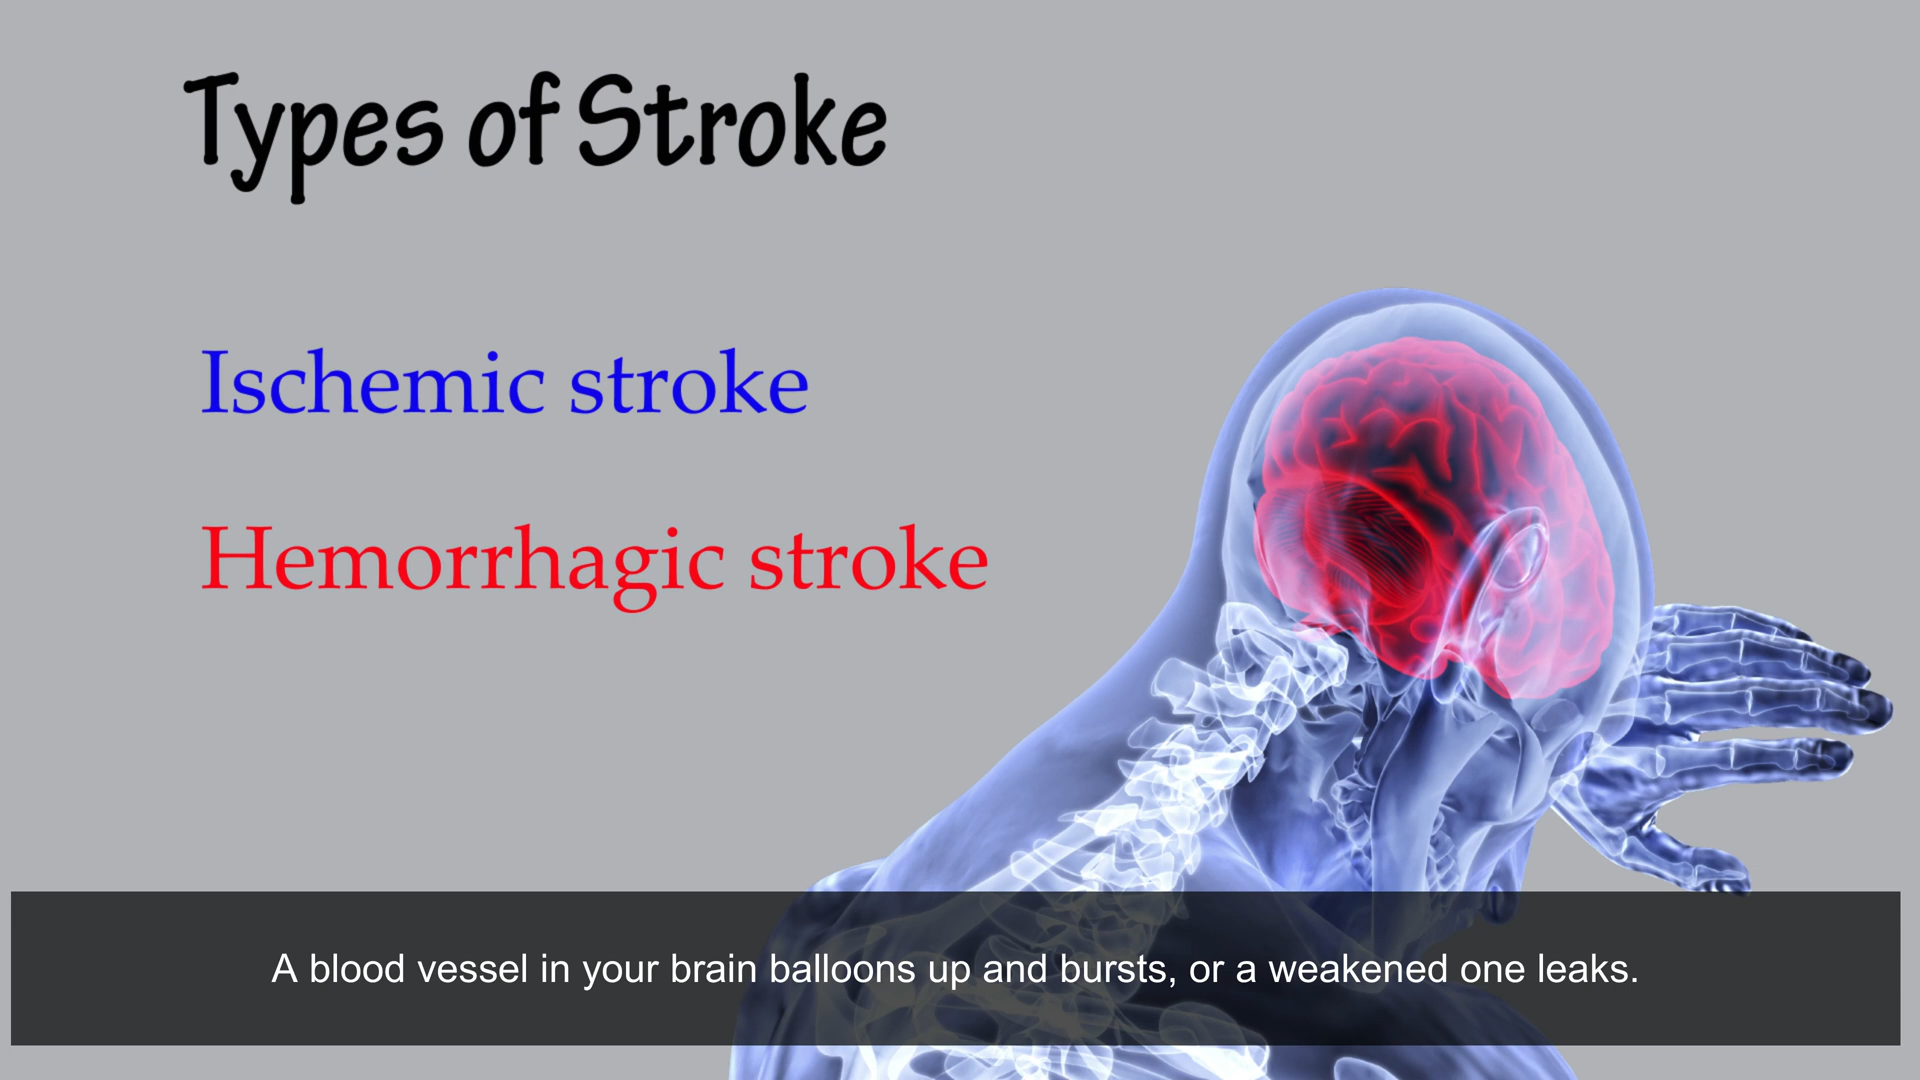 Types of Stroke
Ischemic stroke
Hemorrhagic stroke
A blood vessel in your brain balloons up and bursts, or a weakened one leaks.